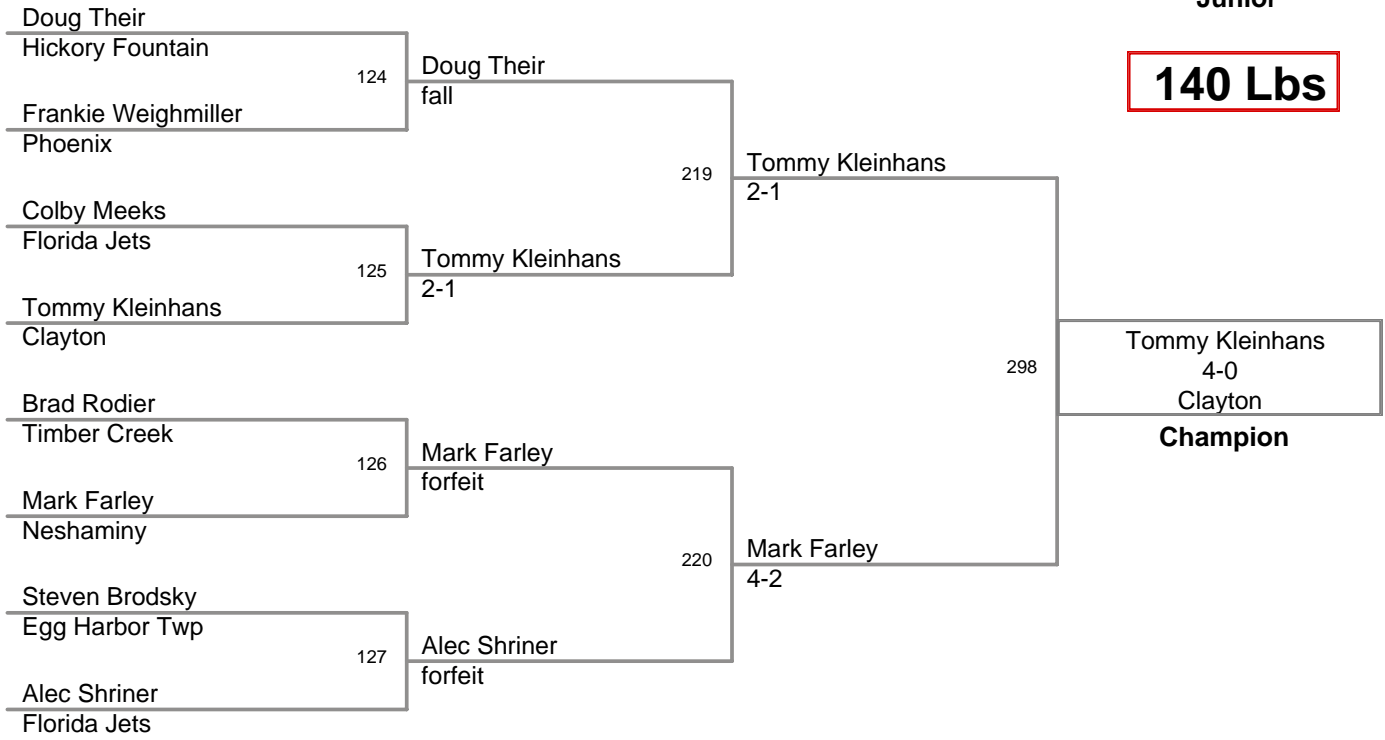 Junior
140 Lbs
Doug Their
Hickory Fountain
124
Frankie Weighmiller
Phoenix
Doug Their
fall
Colby Meeks
Florida Jets
125
Tommy Kleinhans
Clayton
Tommy Kleinhans
2-1
219
Tommy Kleinhans
2-1
Brad Rodier
Timber Creek
126
Mark Farley
Neshaminy
Mark Farley
forfeit
Steven Brodsky
Egg Harbor Twp
127
Alec Shriner
Florida Jets
Alec Shriner
forfeit
220
Mark Farley
4-2
298
Tommy Kleinhans
4-0
Clayton
Champion